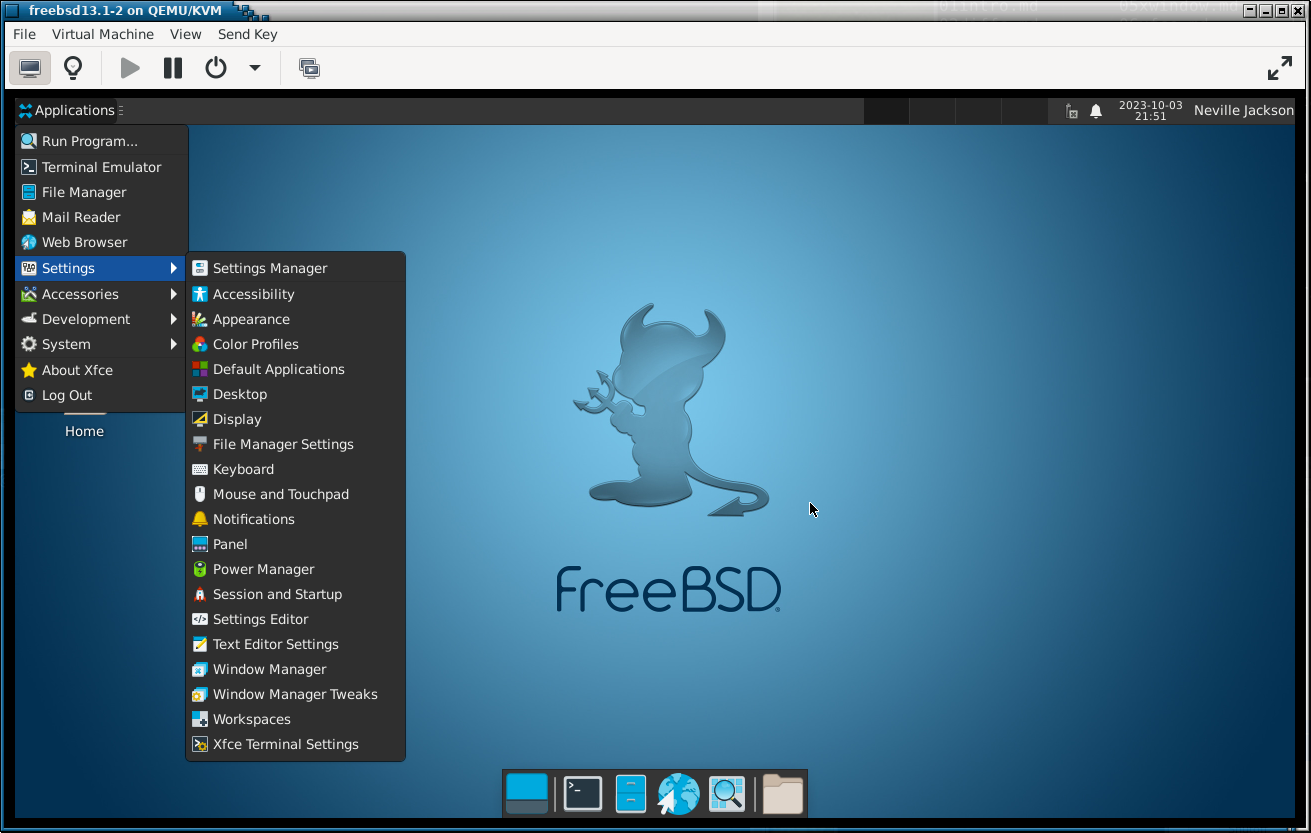 freebsd13.1-2 on QEMU/KVM
File Virtual Machine View Send Key
Applications
2023-10-03
21:51
Neville Jackson
Run Program...
Terminal Emulator
File Manager
Mail Reader
Web Browser
Settings
Accessories
Development
System
About Xfce
Log Out
Home
Settings Manager
Accessibility
Appearance
Color Profiles
Default Applications
Desktop
Display
File Manager Settings
Keyboard
Mouse and Touchpad
Notifications
Panel
Power Manager
Session and Startup
Settings Editor
Text Editor Settings
Window Manager
Window Manager Tweaks
Workspaces
Xfce Terminal Settings
FreeBSD